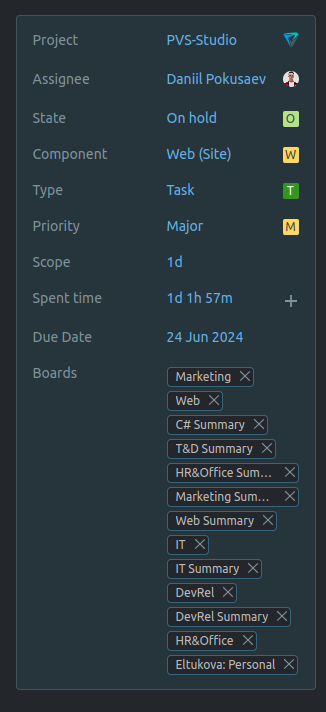 Project PVS-Studio
Assignee Daniil Pokusaev
State On hold O
Component Web (Site) W
Type Task T
Priority Major M
Scope 1d
Spent time 1d 1h 57m
Due Date 24 Jun 2024
Boards Marketing
Web
C# Summary
T&D Summary
HR&Office Sum...
Marketing Sum...
Web Summary
IT
IT Summary
DevRel
DevRel Summary
HR&Office
Eltukova: Personal